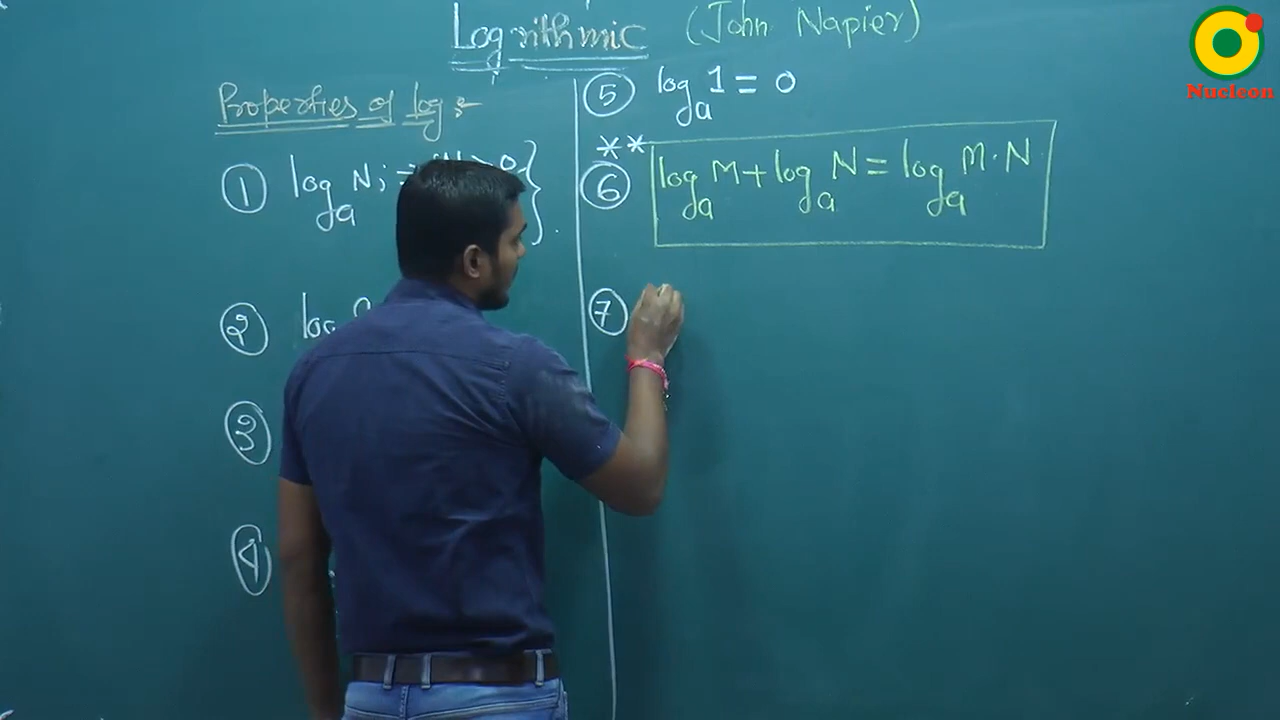 Logrithmic (John Napier)
Nucleon
Properties of log :-
① log_a N ;
②
③
④
⑤ log_a 1 = 0
**
⑥ log_a M + log_a N = log_a M·N
⑦